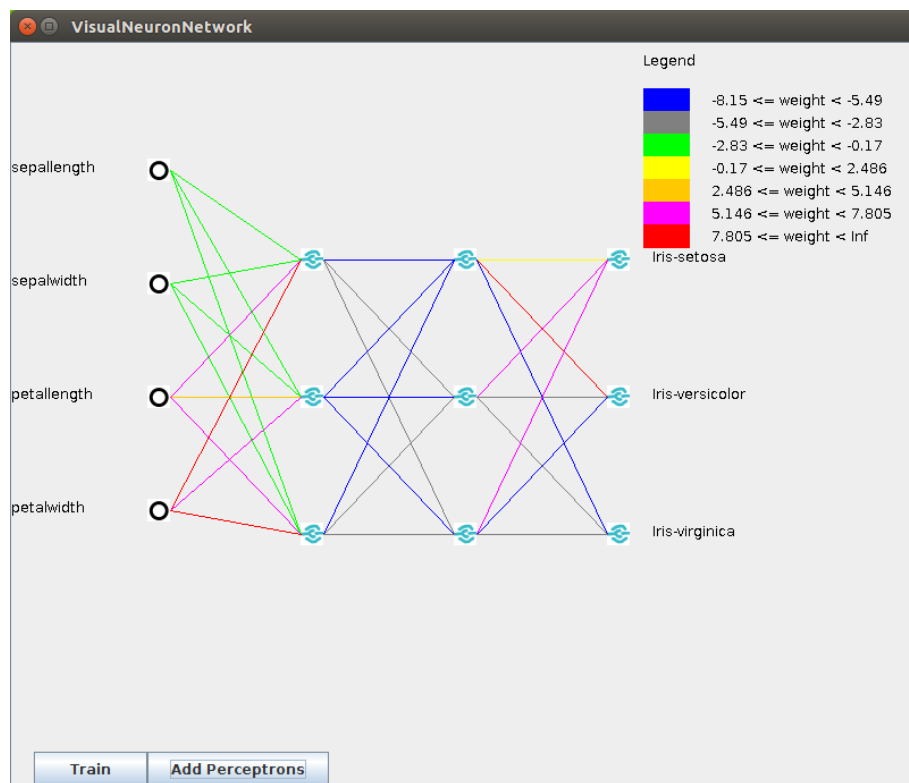 VisualNeuronNetwork
Legend
-8.15 <= weight < -5.49
-5.49 <= weight < -2.83
-2.83 <= weight < -0.17
-0.17 <= weight < 2.486
2.486 <= weight < 5.146
5.146 <= weight < 7.805
7.805 <= weight < Inf
sepallength
sepalwidth
petallength
petalwidth
Iris-setosa
Iris-versicolor
Iris-virginica
Train
Add Perceptrons